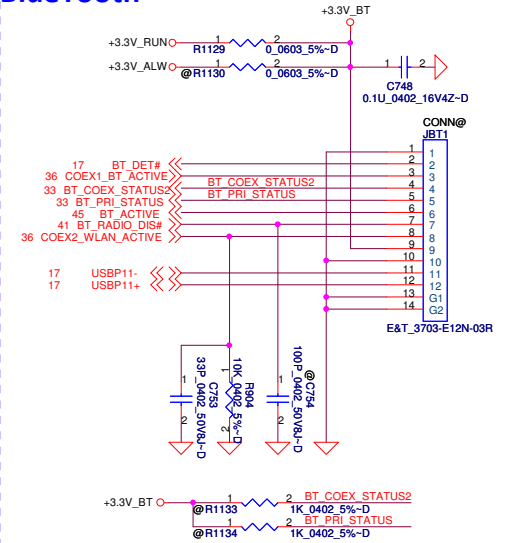 BlueTooth
+3.3V_BT
+3.3V_RUN 1 2
R1129 0_0603_5%~D
+3.3V_ALW 1 2
@R1130 0_0603_5%~D
1 2
C748
0.1U_0402_16V4Z~D
CONN@
JBT1
1 1
17 BT_DET# 2 2
36 COEX1_BT_ACTIVE 3 3
33 BT_COEX_STATUS2 BT_COEX_STATUS2 4 4
33 BT_PRI_STATUS BT_PRI_STATUS 5 5
45 BT_ACTIVE 6 6
41 BT_RADIO_DIS# 7 7
36 COEX2_WLAN_ACTIVE 8 8
9 9
10 10
17 USBP11- 11 11
17 USBP11+ 12 12
13 G1
14 G2
E&T_3703-E12N-03R
1 2
C753
33P_0402_50V8J~D
1 2
R904
10K_0402_5%~D
1 2
@C754
100P_0402_50V8J~D
+3.3V_BT 1 2 BT_COEX_STATUS2
@R1133 1K_0402_5%~D
1 2 BT_PRI_STATUS
@R1134 1K_0402_5%~D